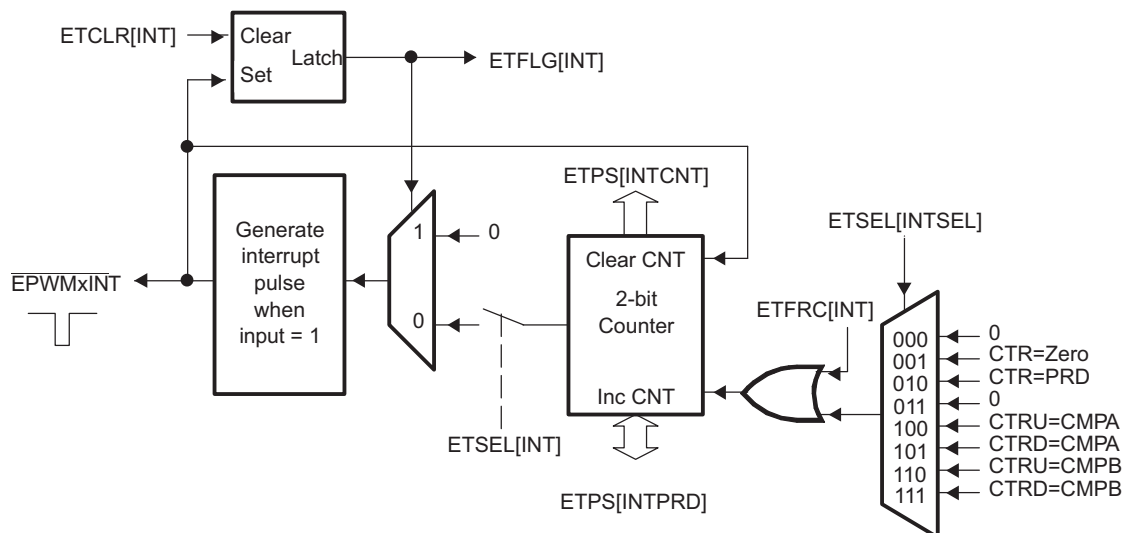 ETCLR[INT]
Clear
Latch
Set
ETFLG[INT]
ETPS[INTCNT]
ETSEL[INTSEL]
Generate
interrupt
pulse
when
input = 1
1
0
0
Clear CNT
2-bit
Counter
Inc CNT
EPWMxINT
ETFRC[INT]
ETSEL[INT]
ETPS[INTPRD]
000
001
010
011
100
101
110
111
0
CTR=Zero
CTR=PRD
0
CTRU=CMPA
CTRD=CMPA
CTRU=CMPB
CTRD=CMPB